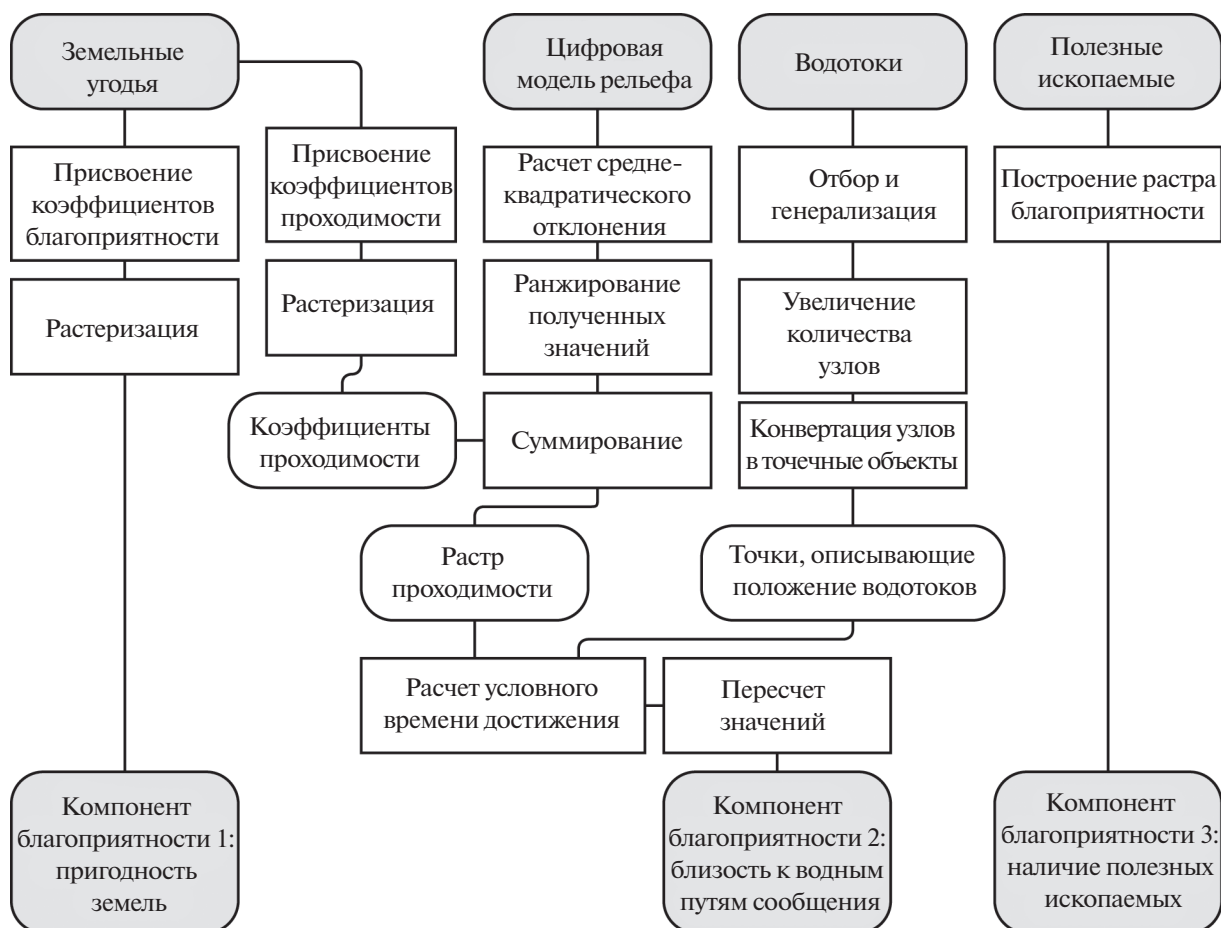 Земельные
угодья
Цифровая
модель рельефа
Водотоки
Полезные
ископаемые
Присвоение
коэффициентов
благоприятности
Присвоение
коэффициентов
проходимости
Расчет средне-
квадратического
отклонения
Отбор и
генерализация
Построение растра
благоприятности
Растеризация
Растеризация
Ранжирование
полученных
значений
Увеличение
количества
узлов
Коэффициенты
проходимости
Суммирование
Конвертация узлов
в точечные объекты
Растр
проходимости
Точки, описывающие
положение водотоков
Расчет условного
времени достижения
Пересчет
значений
Компонент
благоприятности 1:
пригодность
земель
Компонент
благоприятности 2:
близость к водным
путям сообщения
Компонент
благоприятности 3:
наличие полезных
ископаемых